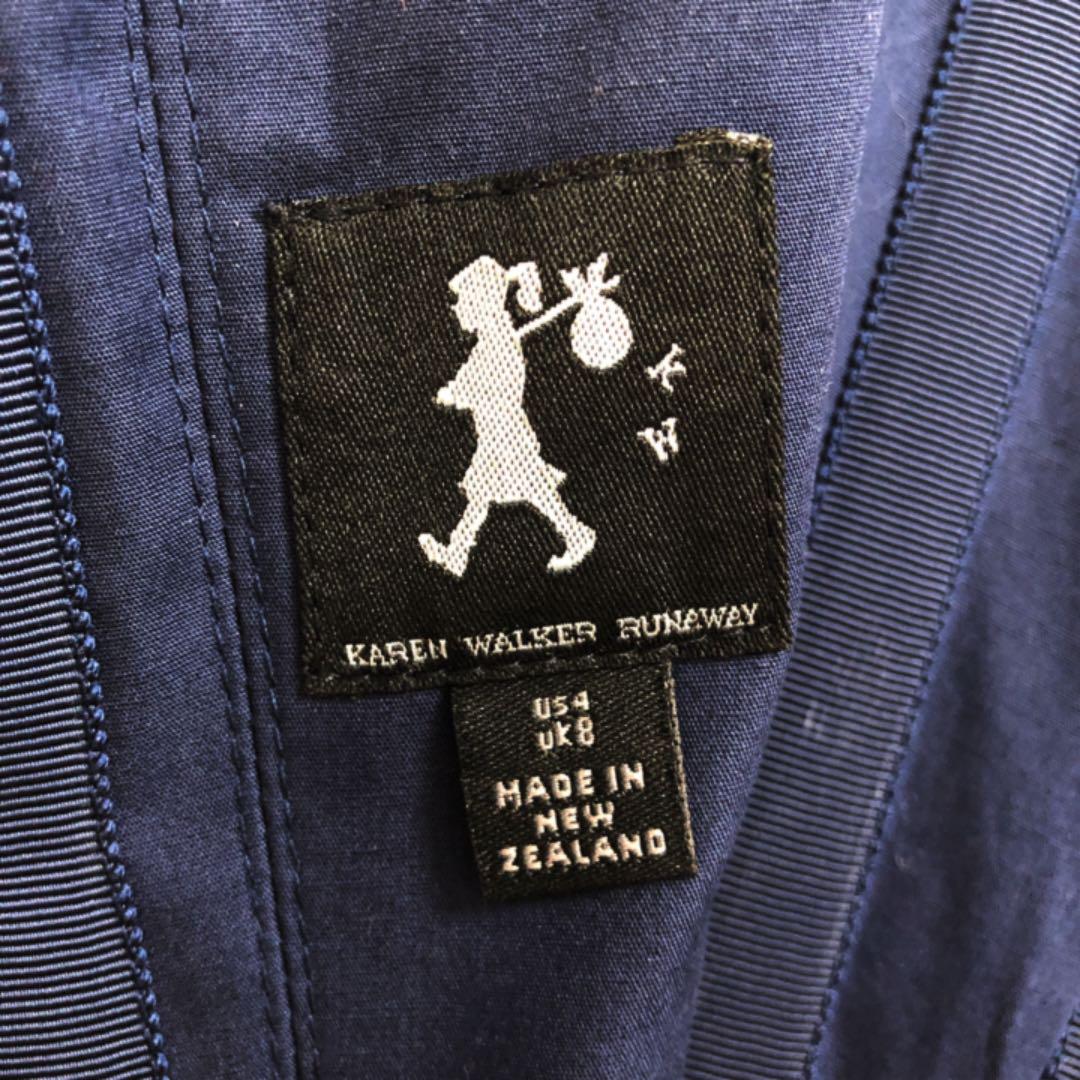 K
W
KAREN WALKER RUNAWAY
US4
UK8
MADE IN
NEW
ZEALAND